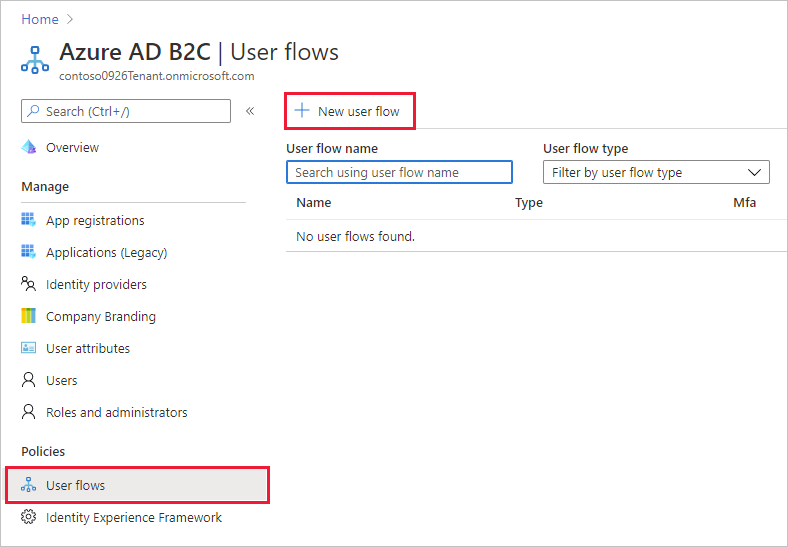 Home
Azure AD B2C | User flows
contoso0926Tenant.onmicrosoft.com
Search (Ctrl+/)
Overview
Manage
App registrations
Applications (Legacy)
Identity providers
Company Branding
User attributes
Users
Roles and administrators
Policies
User flows
Identity Experience Framework
New user flow
User flow name
User flow type
Search using user flow name
Filter by user flow type
Name Type Mfa
No user flows found.